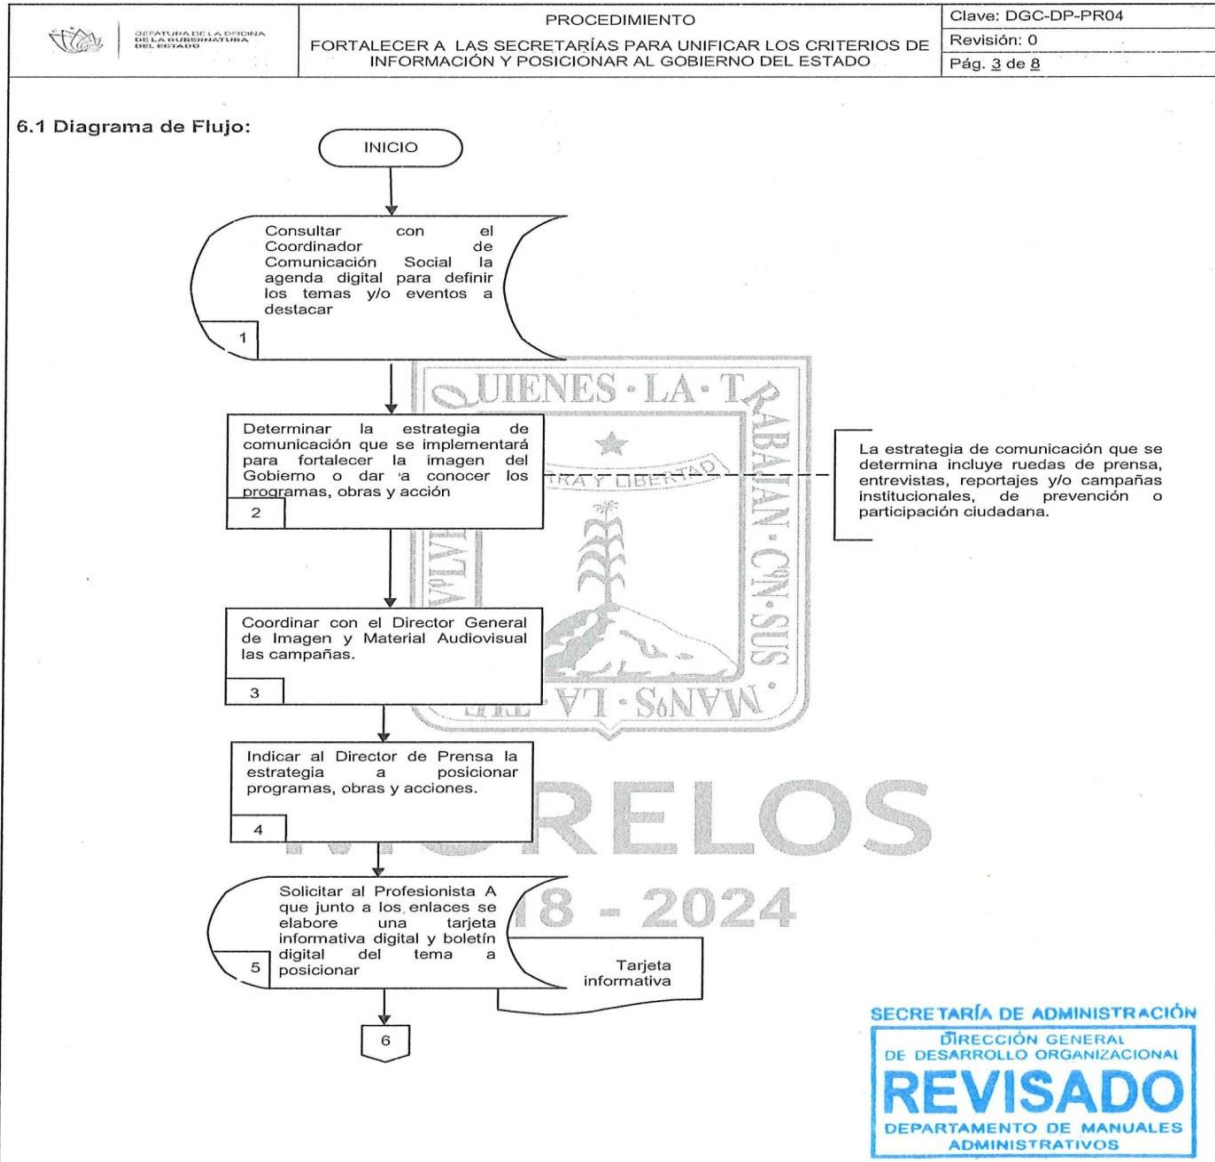 JEFATURA DE LA OFICINA
DE LA GUBERNATURA
DEL ESTADO
PROCEDIMIENTO
FORTALECER A LAS SECRETARÍAS PARA UNIFICAR LOS CRITERIOS DE
INFORMACIÓN Y POSICIONAR AL GOBIERNO DEL ESTADO
Clave: DGC-DP-PR04
Revisión: 0
Pág. 3 de 8
6.1 Diagrama de Flujo:
INICIO
Consultar con el
Coordinador de
Comunicación Social la
agenda digital para definir
los temas y/o eventos a
destacar
1
QUIENES · LA · TRABAJAN · CON · SUS · MANOS · LA · TIE
VOLVE
TIERRA Y LIBERTAD
Determinar la estrategia de
comunicación que se implementará
para fortalecer la imagen del
Gobierno o dar a conocer los
programas, obras y acción
2
La estrategia de comunicación que se
determina incluye ruedas de prensa,
entrevistas, reportajes y/o campañas
institucionales, de prevención o
participación ciudadana.
Coordinar con el Director General
de Imagen y Material Audiovisual
las campañas.
3
Indicar al Director de Prensa la
estrategia a posicionar
programas, obras y acciones.
4
MORELOS
18 - 2024
Solicitar al Profesionista A
que junto a los enlaces se
elabore una tarjeta
informativa digital y boletín
digital del tema a
posicionar
5
Tarjeta
informativa
6
SECRETARÍA DE ADMINISTRACIÓN
DIRECCIÓN GENERAL
DE DESARROLLO ORGANIZACIONAL
REVISADO
DEPARTAMENTO DE MANUALES
ADMINISTRATIVOS